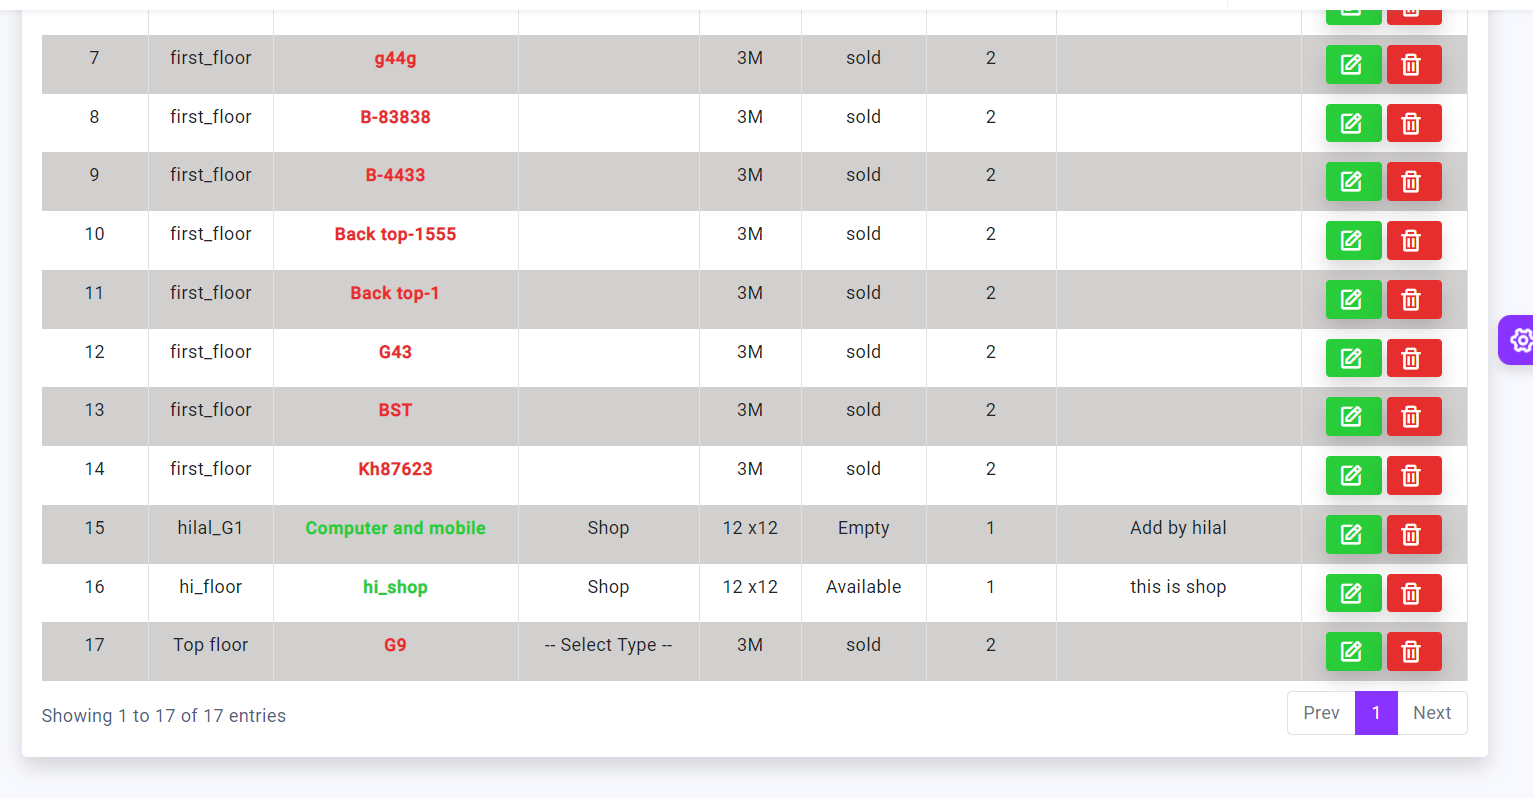 7 first_floor g44g 3M sold 2
8 first_floor B-83838 3M sold 2
9 first_floor B-4433 3M sold 2
10 first_floor Back top-1555 3M sold 2
11 first_floor Back top-1 3M sold 2
12 first_floor G43 3M sold 2
13 first_floor BST 3M sold 2
14 first_floor Kh87623 3M sold 2
15 hilal_G1 Computer and mobile Shop 12 x12 Empty 1 Add by hilal
16 hi_floor hi_shop Shop 12 x12 Available 1 this is shop
17 Top floor G9 -- Select Type -- 3M sold 2
Showing 1 to 17 of 17 entries Prev 1 Next